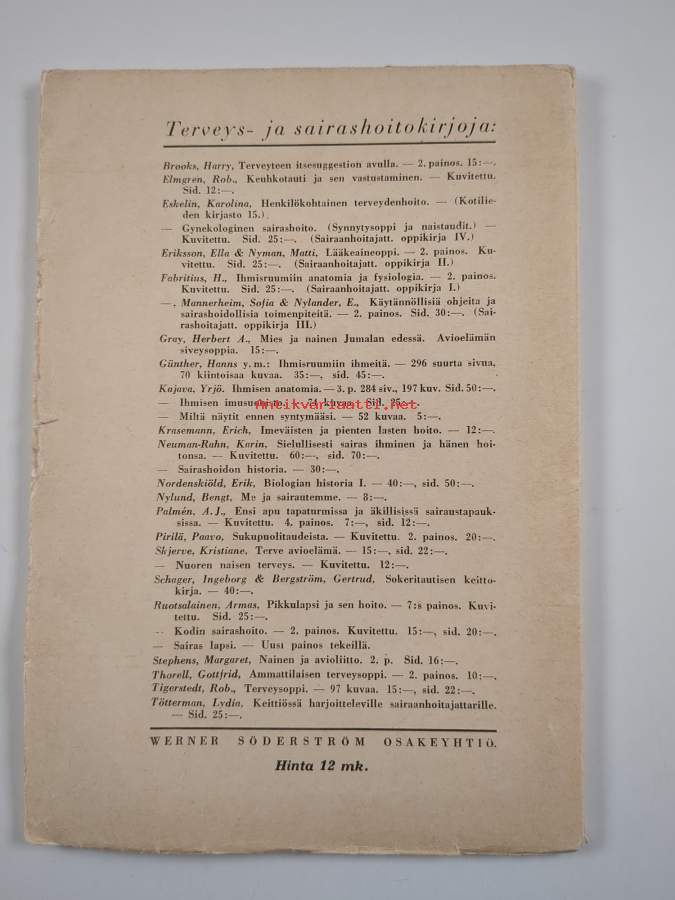 Terveys- ja sairashoitokirjoja:
Brooks, Harry, Terveyteen itsesuggestion avulla. — 2. painos. 15:—.
Elmgren, Rob., Keuhkotauti ja sen vastustaminen. — Kuvitettu.
Sid. 12:—.
Eskelin, Karolina, Henkilökohtainen terveydenhoito. — (Kotilie-
den kirjasto 15.)
— Gynekologinen sairashoito. (Synnytysoppi ja naistaudit.) —
Kuvitettu. Sid. 25:—. (Sairaanhoitajatt. oppikirja IV.)
Eriksson, Ella & Nyman, Matti, Lääkeaineoppi. — 2. painos. Ku-
vitettu. Sid. 25:—. (Sairaanhoitajatt. oppikirja II.)
Fabritius, H., Ihmisruumiin anatomia ja fysiologia. — 2. painos.
Kuvitettu. Sid. 25:—. (Sairaanhoitajatt. oppikirja I.)
—, Mannerheim, Sofia & Nylander, E., Käytännöllisiä ohjeita ja
sairashoidollisia toimenpiteitä. — 2. painos. Sid. 30:—. (Sai-
rashoitajatt. oppikirja III.)
Gray, Herbert A., Mies ja nainen Jumalan edessä. Avioelämän
siveysoppia. 15:—.
Günther, Hanns y. m.: Ihmisruumiin ihmeitä. — 296 suurta sivua,
70 kiintoisaa kuvaa. 35:—, sid. 45:—.
Kajava, Yrjö. Ihmisen anatomia. — 3. p. 284 siv., 197 kuv. Sid. 50:—.
— Ihmisen imusuonisto. — 74 kuvaa. Sid. 25:—.
Antikvariaatti.net
— Miltä näytit ennen syntymääsi. — 52 kuvaa. 5:—.
Krasemann, Erich, Imeväisten ja pienten lasten hoito. — 12:—.
Neuman-Rahn, Karin, Sielullisesti sairas ihminen ja hänen hoi-
tonsa. — Kuvitettu. 60:—, sid. 70:—.
— Sairashoidon historia. — 30:—.
Nordenskiöld, Erik, Biologian historia I. — 40:—, sid. 50:—.
Nylund, Bengt, Me ja sairautemme. — 8:—.
Palmén, A. J., Ensi apu tapaturmissa ja äkillisissä sairaustapauk-
sissa. — Kuvitettu. 4. painos. 7:—, sid. 12:—.
Pirilä, Paavo, Sukupuolitaudeista. — Kuvitettu. 2. painos. 20:—.
Skjerve, Kristiane, Terve avioelämä. — 15:—, sid. 22:—.
— Nuoren naisen terveys. — Kuvitettu. 12:—.
Schager, Ingeborg & Bergström, Gertrud, Sokeritautisen keitto-
kirja. — 40:—.
Ruotsalainen, Armas, Pikkulapsi ja sen hoito. — 7:s painos. Kuvi-
tettu. Sid. 25:—.
— Kodin sairashoito. — 2. painos. Kuvitettu. 15:—, sid. 20:—.
— Sairas lapsi. — Uusi painos tekeillä.
Stephens, Margaret, Nainen ja avioliitto. 2. p. Sid. 16:—.
Thorell, Gottfrid, Ammattilaisen terveysoppi. — 2. painos. 10:—.
Tigerstedt, Rob., Terveysoppi. — 97 kuvaa. 15:—, sid. 22:—.
Tötterman, Lydia, Keittiössä harjoitteleville sairaanhoitajattarille.
— Sid. 25:—.
WERNER SÖDERSTRÖM OSAKEYHTIÖ.
Hinta 12 mk.